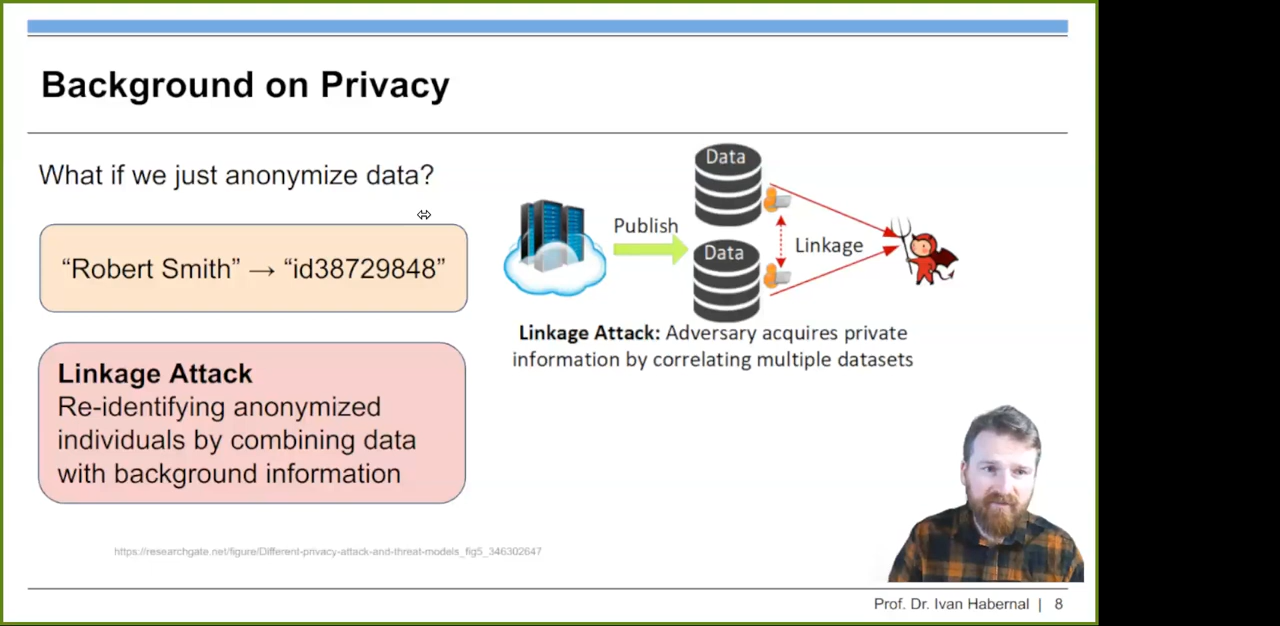 Background on Privacy
What if we just anonymize data?
“Robert Smith” → “id38729848”
Linkage Attack
Re-identifying anonymized
individuals by combining data
with background information
Data
Publish
Data
Linkage
Linkage Attack: Adversary acquires private
information by correlating multiple datasets
https://researchgate.net/figure/Different-privacy-attack-and-threat-models_fig5_346302647
Prof. Dr. Ivan Habernal | 8